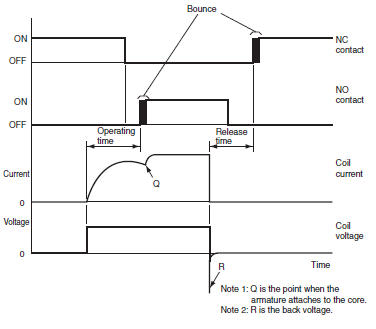 Bounce
ON
NC
contact
OFF
ON
NO
contact
OFF
Operating
time
Release
time
Coil
current
Current
Q
0
Voltage
Coil
voltage
0
R
Time
Note 1: Q is the point when the
armature attaches to the core.
Note 2: R is the back voltage.